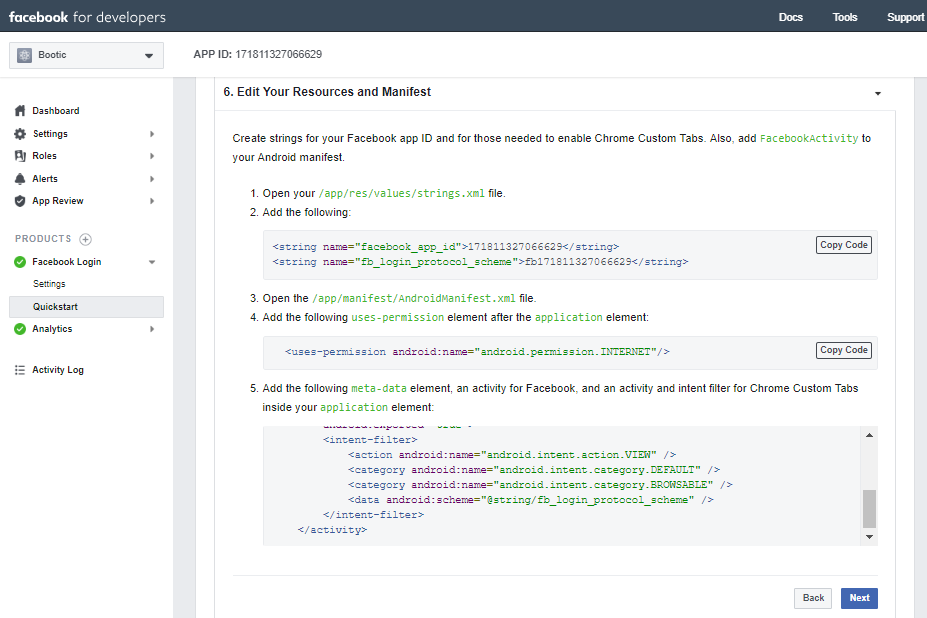 facebook for developers
Docs
Tools
Support
Bootic
APP ID: 171811327066629
Dashboard
Settings
Roles
Alerts
App Review
PRODUCTS
Facebook Login
Settings
Quickstart
Analytics
Activity Log
6. Edit Your Resources and Manifest
Create strings for your Facebook app ID and for those needed to enable Chrome Custom Tabs. Also, add FacebookActivity to
your Android manifest.
1. Open your /app/res/values/strings.xml file.
2. Add the following:
Copy Code
<string name="facebook_app_id">171811327066629</string>
<string name="fb_login_protocol_scheme">fb171811327066629</string>
3. Open the /app/manifest/AndroidManifest.xml file.
4. Add the following uses-permission element after the application element:
Copy Code
<uses-permission android:name="android.permission.INTERNET"/>
5. Add the following meta-data element, an activity for Facebook, and an activity and intent filter for Chrome Custom Tabs
inside your application element:
<intent-filter>
<action android:name="android.intent.action.VIEW" />
<category android:name="android.intent.category.DEFAULT" />
<category android:name="android.intent.category.BROWSABLE" />
<data android:scheme="@string/fb_login_protocol_scheme" />
</intent-filter>
</activity>
Back
Next